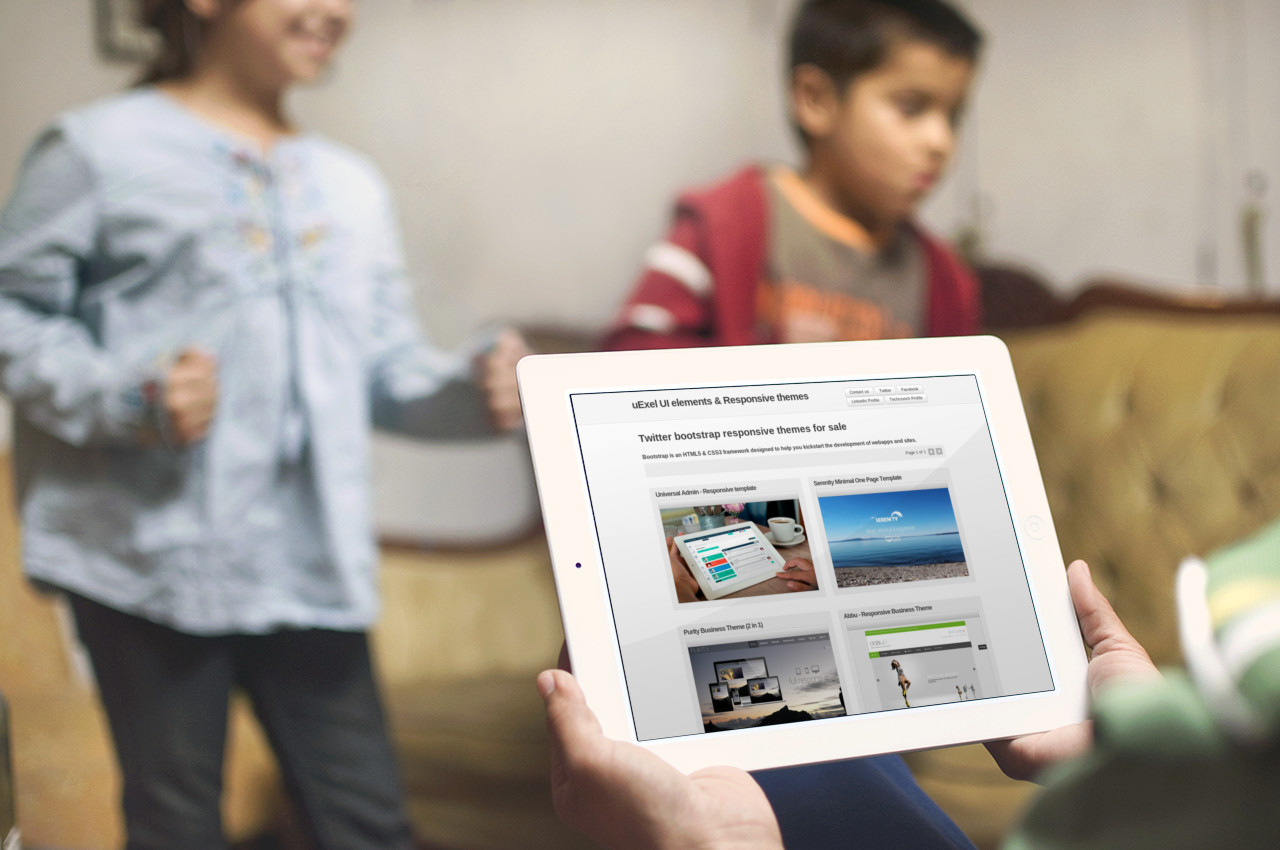 uExel UI elements & Responsive themes
Contact us
Twitter
Facebook
LinkedIn Profile
Techcrunch Profile
Twitter bootstrap responsive themes for sale
Bootstrap is an HTML5 & CSS3 framework designed to help you kickstart the development of webapps and sites.
Page 1 of 2
Universal Admin - Responsive template
Serenity Minimal One Page Template
SERENITY
Purity Business Theme (2 in 1)
Abbu - Responsive Business Theme